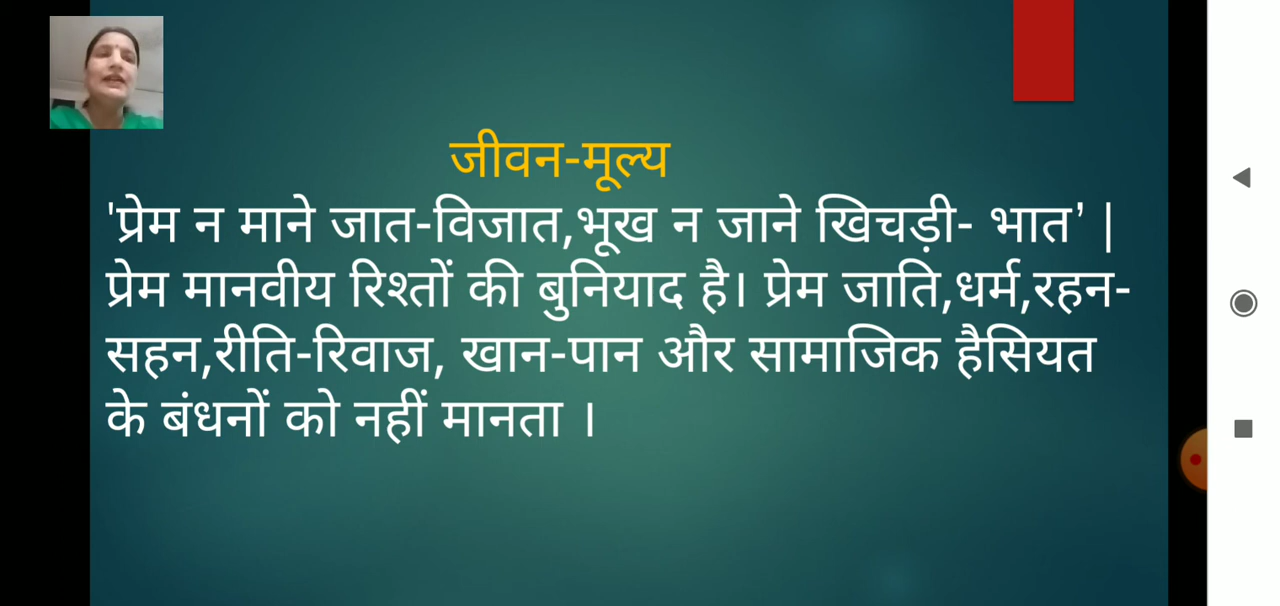 जीवन-मूल्य
'प्रेम न माने जात-विजात,भूख न जाने खिचड़ी- भात’ |
प्रेम मानवीय रिश्तों की बुनियाद है। प्रेम जाति,धर्म,रहन-
सहन,रीति-रिवाज, खान-पान और सामाजिक हैसियत
के बंधनों को नहीं मानता ।